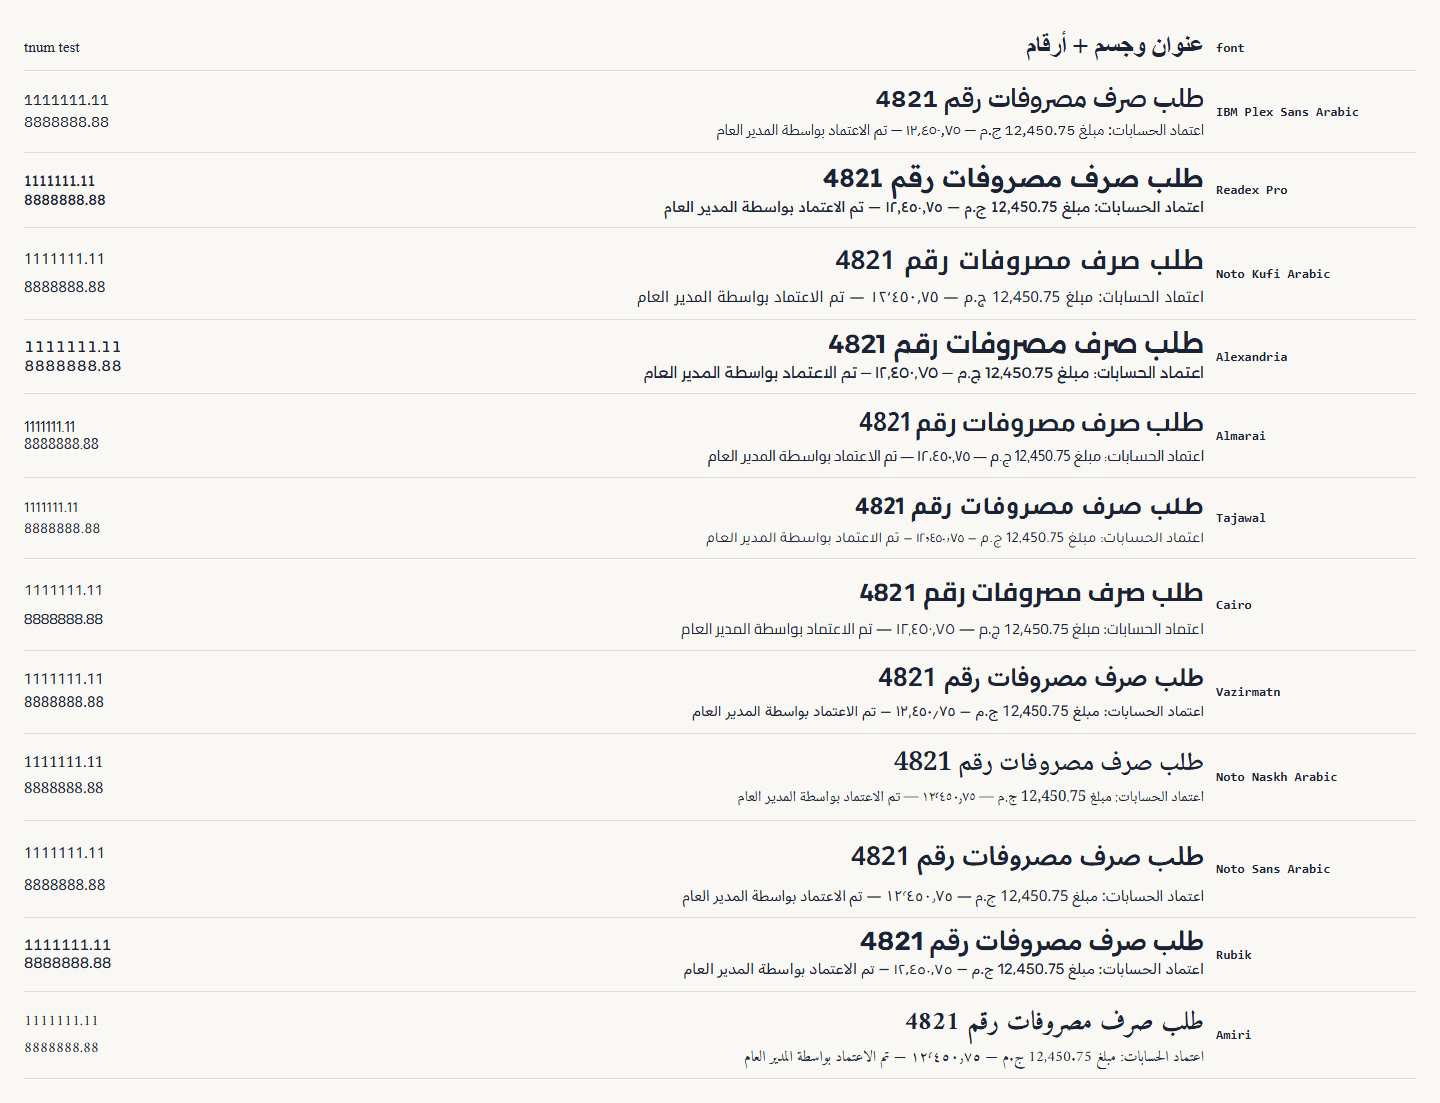 font
عنوان وجسم + أرقام
tnum test
IBM Plex Sans Arabic
طلب صرف مصروفات رقم 4821
اعتماد الحسابات: مبلغ 12,450.75 ج.م — ١٢,٤٥٠,٧٥ — تم الاعتماد بواسطة المدير العام
1111111.11
8888888.88
Readex Pro
طلب صرف مصروفات رقم 4821
اعتماد الحسابات: مبلغ 12,450.75 ج.م — ١٢,٤٥٠,٧٥ — تم الاعتماد بواسطة المدير العام
1111111.11
8888888.88
Noto Kufi Arabic
طلب صرف مصروفات رقم 4821
اعتماد الحسابات: مبلغ 12,450.75 ج.م — ١٢٬٤٥٠٫٧٥ — تم الاعتماد بواسطة المدير العام
1111111.11
8888888.88
Alexandria
طلب صرف مصروفات رقم 4821
اعتماد الحسابات: مبلغ 12,450.75 ج.م — ١٢,٤٥٠,٧٥ — تم الاعتماد بواسطة المدير العام
1111111.11
8888888.88
Almarai
طلب صرف مصروفات رقم 4821
اعتماد الحسابات: مبلغ 12,450.75 ج.م — ١٢٬٤٥٠٫٧٥ — تم الاعتماد بواسطة المدير العام
1111111.11
8888888.88
Tajawal
طلب صرف مصروفات رقم 4821
اعتماد الحسابات: مبلغ 12,450.75 ج.م — ١٢٬٤٥٠٫٧٥ — تم الاعتماد بواسطة المدير العام
1111111.11
8888888.88
Cairo
طلب صرف مصروفات رقم 4821
اعتماد الحسابات: مبلغ 12,450.75 ج.م — ١٢,٤٥٠,٧٥ — تم الاعتماد بواسطة المدير العام
1111111.11
8888888.88
Vazirmatn
طلب صرف مصروفات رقم 4821
اعتماد الحسابات: مبلغ 12,450.75 ج.م — ١٢٬٤٥٠٫٧٥ — تم الاعتماد بواسطة المدير العام
1111111.11
8888888.88
Noto Naskh Arabic
طلب صرف مصروفات رقم 4821
اعتماد الحسابات: مبلغ 12,450.75 ج.م — ١٢٬٤٥٠٫٧٥ — تم الاعتماد بواسطة المدير العام
1111111.11
8888888.88
Noto Sans Arabic
طلب صرف مصروفات رقم 4821
اعتماد الحسابات: مبلغ 12,450.75 ج.م — ١٢٬٤٥٠٫٧٥ — تم الاعتماد بواسطة المدير العام
1111111.11
8888888.88
Rubik
طلب صرف مصروفات رقم 4821
اعتماد الحسابات: مبلغ 12,450.75 ج.م — ١٢,٤٥٠,٧٥ — تم الاعتماد بواسطة المدير العام
1111111.11
8888888.88
Amiri
طلب صرف مصروفات رقم 4821
اعتماد الحسابات: مبلغ 12,450.75 ج.م — ١٢٬٤٥٠٫٧٥ — تم الاعتماد بواسطة المدير العام
1111111.11
8888888.88